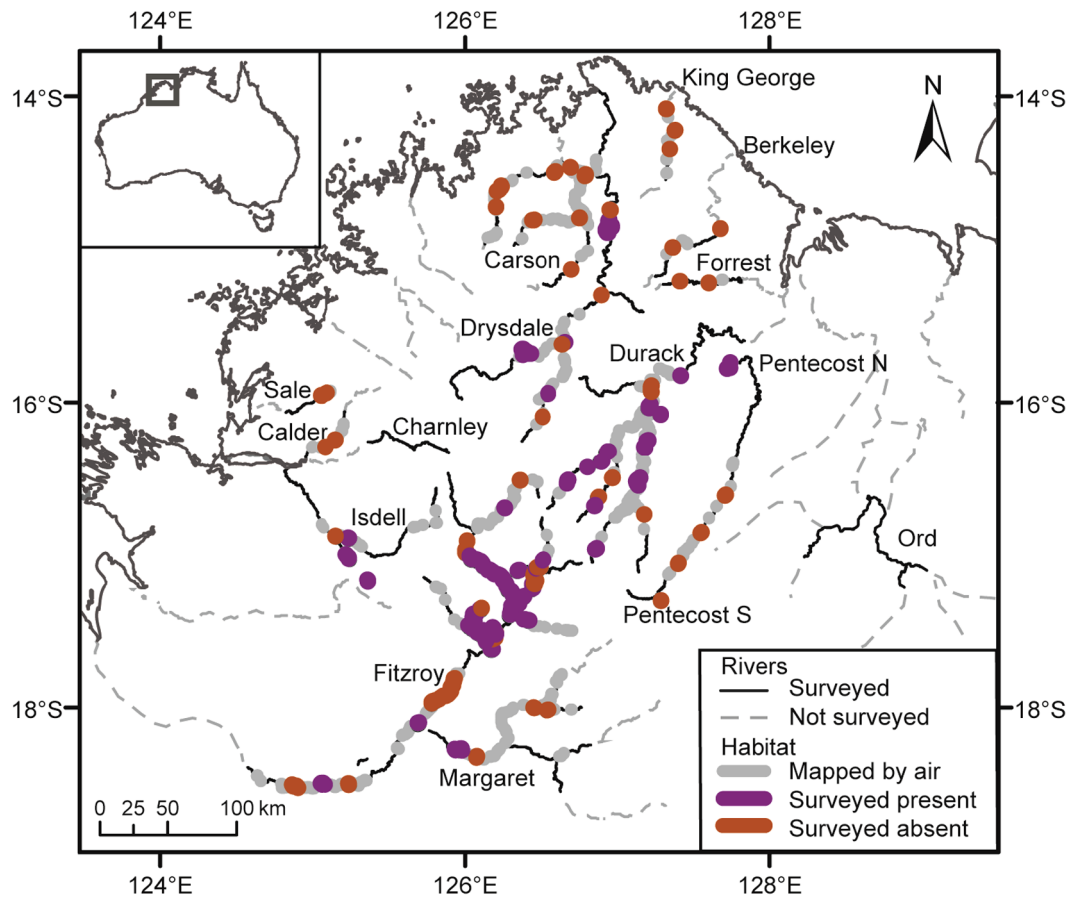 124°E 126°E 128°E
14°S 14°S
16°S 16°S
18°S 18°S
124°E 126°E 128°E
N
King George
Berkeley
Carson
Forrest
Drysdale
Durack
Pentecost N
Sale
Calder
Charnley
Isdell
Ord
Pentecost S
Fitzroy
Margaret
0 25 50 100 km
Rivers
Surveyed
Not surveyed
Habitat
Mapped by air
Surveyed present
Surveyed absent